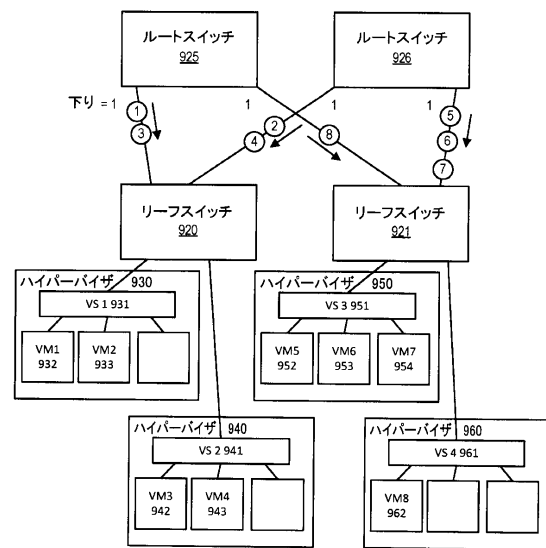 ルートスイッチ
925
ルートスイッチ
926
下り = 1
1
1
1
1
3
2
4
8
5
6
7
リーフスイッチ
920
リーフスイッチ
921
ハイパーバイザ 930
VS 1 931
VM1
932
VM2
933
ハイパーバイザ 950
VS 3 951
VM5
952
VM6
953
VM7
954
ハイパーバイザ 940
VS 2 941
VM3
942
VM4
943
ハイパーバイザ 960
VS 4 961
VM8
962